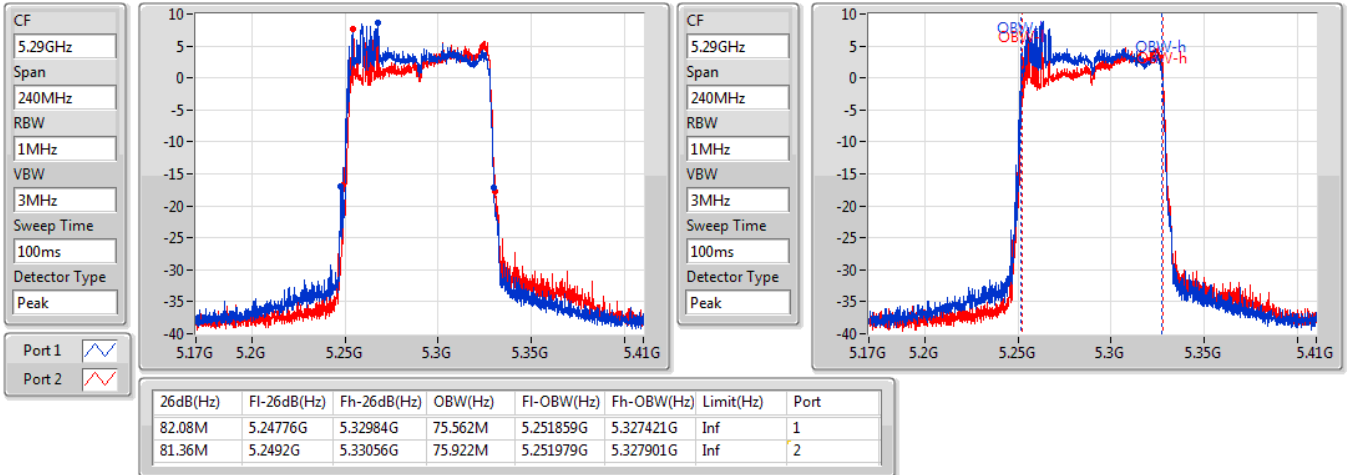 CF
5.29GHz
Span
240MHz
RBW
1MHz
VBW
3MHz
Sweep Time
100ms
Detector Type
Peak
Port 1
Port 2
10
5
0
-5
-10
-15
-20
-25
-30
-35
-40
5.17G 5.2G 5.25G 5.3G 5.35G 5.41G
CF
5.29GHz
Span
240MHz
RBW
1MHz
VBW
3MHz
Sweep Time
100ms
Detector Type
Peak
10
5
0
-5
-10
-15
-20
-25
-30
-35
-40
OBW-h
OBW-h
5.17G 5.2G 5.25G 5.3G 5.35G 5.41G
26dB(Hz) Fl-26dB(Hz) Fh-26dB(Hz) OBW(Hz) Fl-OBW(Hz) Fh-OBW(Hz) Limit(Hz) Port
82.08M 5.24776G 5.32984G 75.562M 5.251859G 5.327421G Inf 1
81.36M 5.2492G 5.33056G 75.922M 5.251979G 5.327901G Inf 2